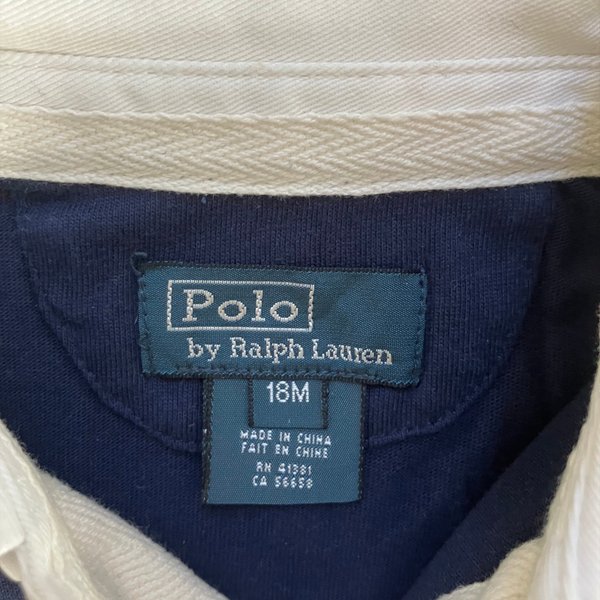 Polo
by Ralph Lauren
18M
MADE IN CHINA
FAIT EN CHINE
RN 41381
CA 56658